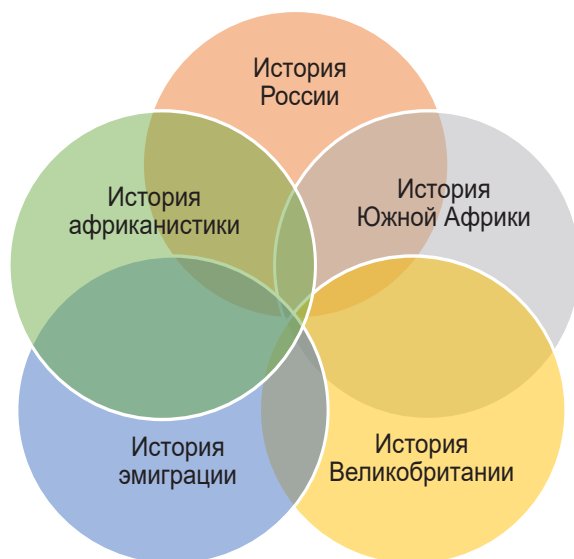 История
России
История
африканистики
История
Южной Африки
История
эмиграции
История
Великобритании